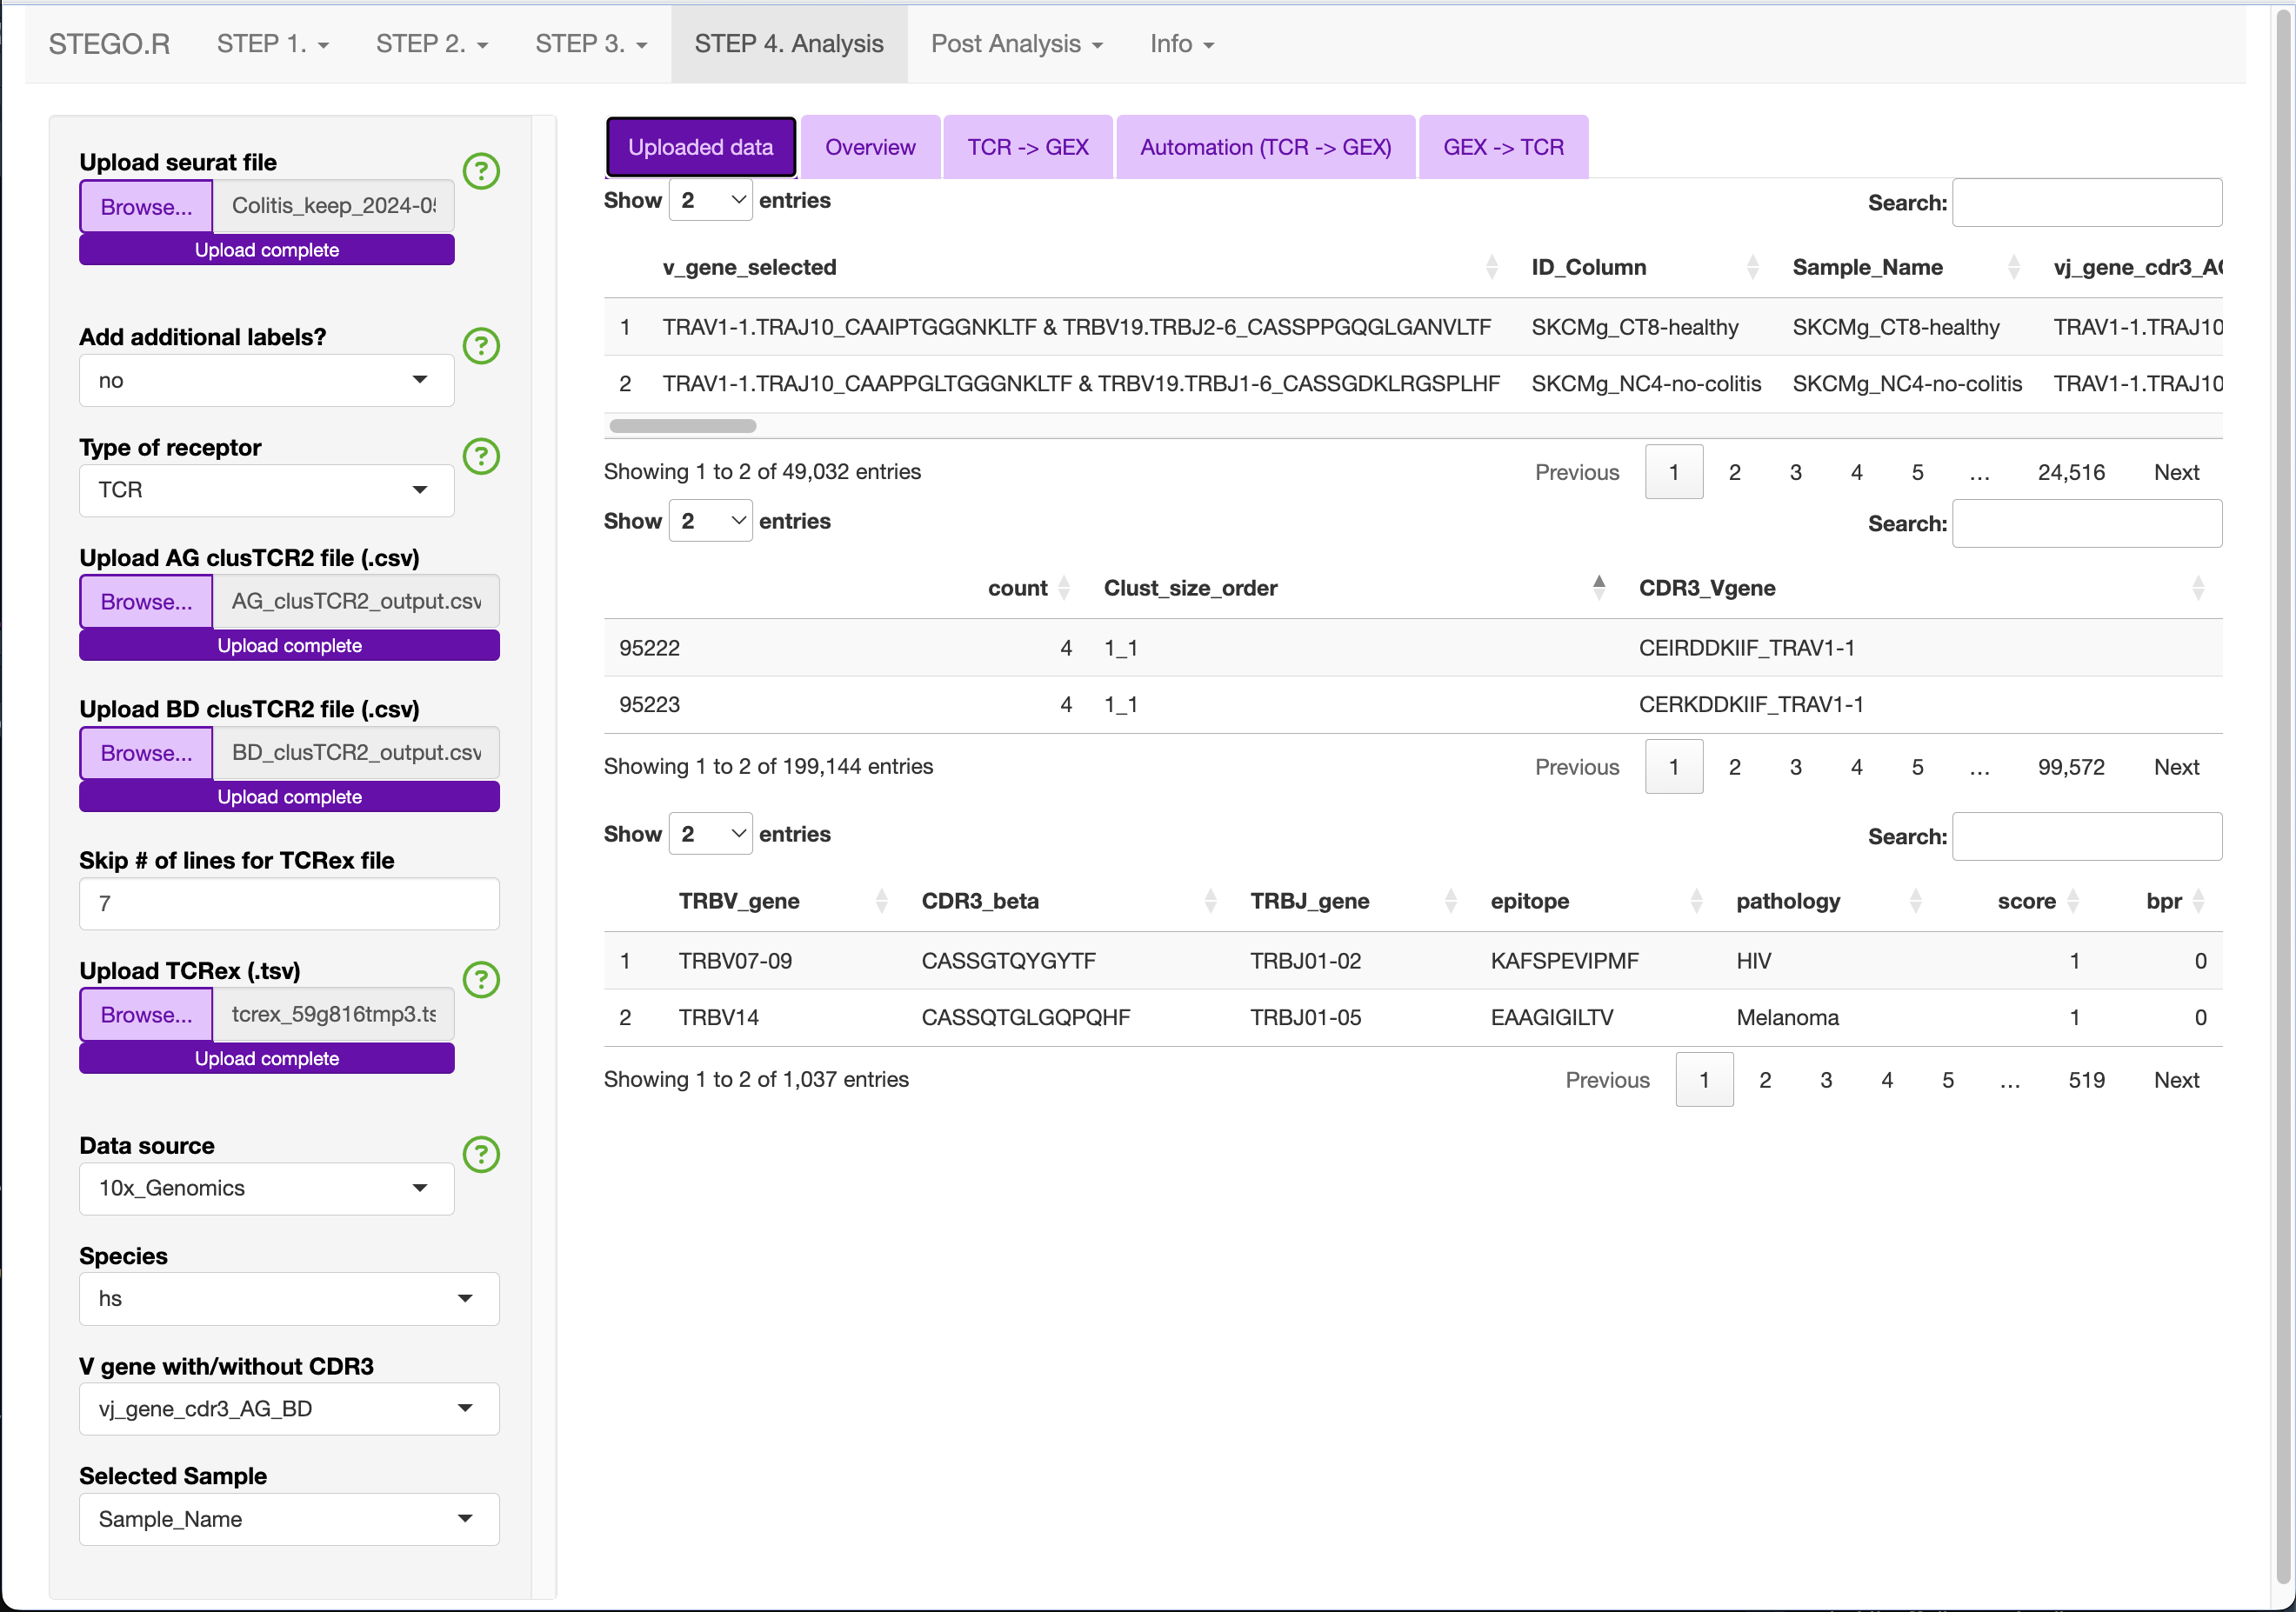 STEGO.R STEP 1. STEP 2. STEP 3. STEP 4. Analysis Post Analysis Info
Upload seurat file
?
Browse... Colitis_keep_2024-05
Upload complete
Add additional labels?
?
no
Type of receptor
?
TCR
Upload AG clusTCR2 file (.csv)
Browse... AG_clusTCR2_output.csv
Upload complete
Upload BD clusTCR2 file (.csv)
Browse... BD_clusTCR2_output.csv
Upload complete
Skip # of lines for TCRex file
7
Upload TCRex (.tsv)
?
Browse... tcrex_59g816tmp3.ts
Upload complete
Data source
?
10x_Genomics
Species
hs
V gene with/without CDR3
vj_gene_cdr3_AG_BD
Selected Sample
Sample_Name
Uploaded data Overview TCR -> GEX Automation (TCR -> GEX) GEX -> TCR
Show 2 entries Search:
v_gene_selected ID_Column Sample_Name vj_gene_cdr3_AG
1 TRAV1-1.TRAJ10_CAAIPTGGGNKLTF & TRBV19.TRBJ2-6_CASSPPGQGLGANVLTF SKCMg_CT8-healthy SKCMg_CT8-healthy TRAV1-1.TRAJ10
2 TRAV1-1.TRAJ10_CAAPPGLTGGGNKLTF & TRBV19.TRBJ1-6_CASSGDKLRGSPLHF SKCMg_NC4-no-colitis SKCMg_NC4-no-colitis TRAV1-1.TRAJ10
Showing 1 to 2 of 49,032 entries Previous 1 2 3 4 5 … 24,516 Next
Show 2 entries Search:
count Clust_size_order CDR3_Vgene
95222 4 1_1 CEIRDDKIIF_TRAV1-1
95223 4 1_1 CERKDDKIIF_TRAV1-1
Showing 1 to 2 of 199,144 entries Previous 1 2 3 4 5 … 99,572 Next
Show 2 entries Search:
TRBV_gene CDR3_beta TRBJ_gene epitope pathology score bpr
1 TRBV07-09 CASSGTQYGYTF TRBJ01-02 KAFSPEVIPMF HIV 1 0
2 TRBV14 CASSQTGLGQPQHF TRBJ01-05 EAAGIGILTV Melanoma 1 0
Showing 1 to 2 of 1,037 entries Previous 1 2 3 4 5 … 519 Next